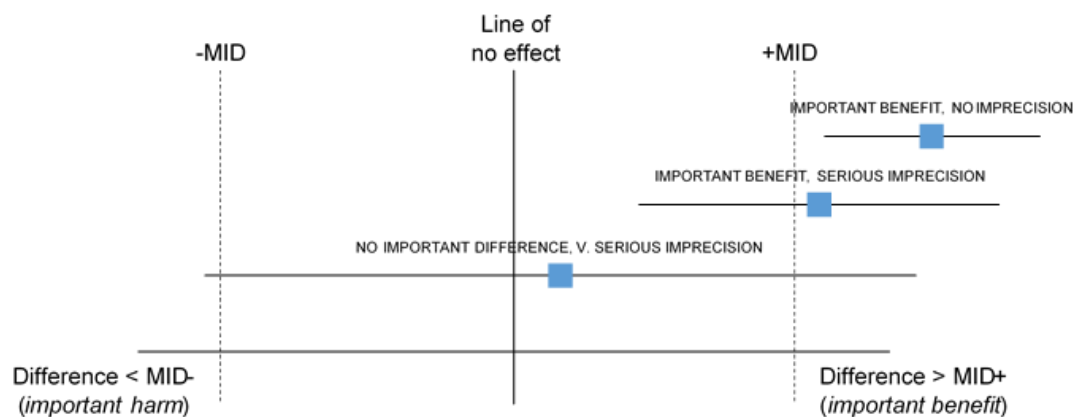 Line of
no effect
-MID
+MID
IMPORTANT BENEFIT, NO IMPRECISION
IMPORTANT BENEFIT, SERIOUS IMPRECISION
NO IMPORTANT DIFFERENCE, V. SERIOUS IMPRECISION
Difference < MID-
(important harm)
Difference > MID+
(important benefit)